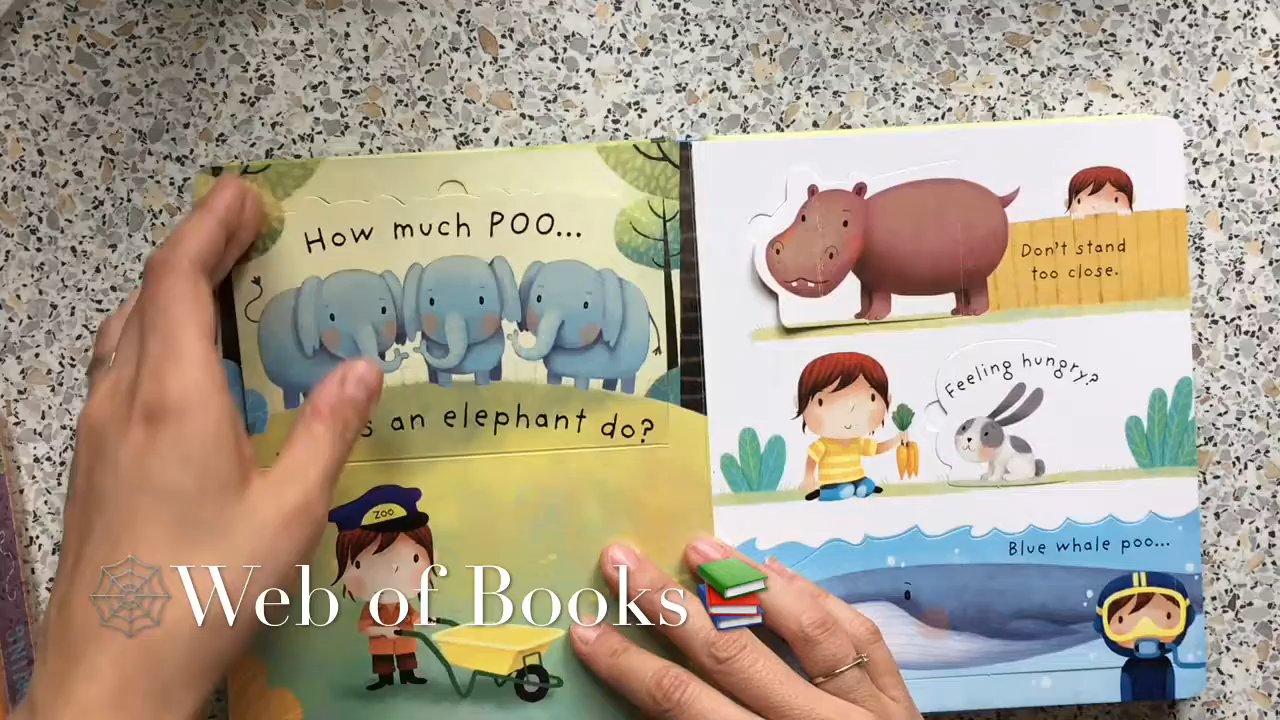 How much POO...
an elephant do?
ZOO
Don't stand
too close.
Feeling hungry?
Blue whale poo...
Web of Books